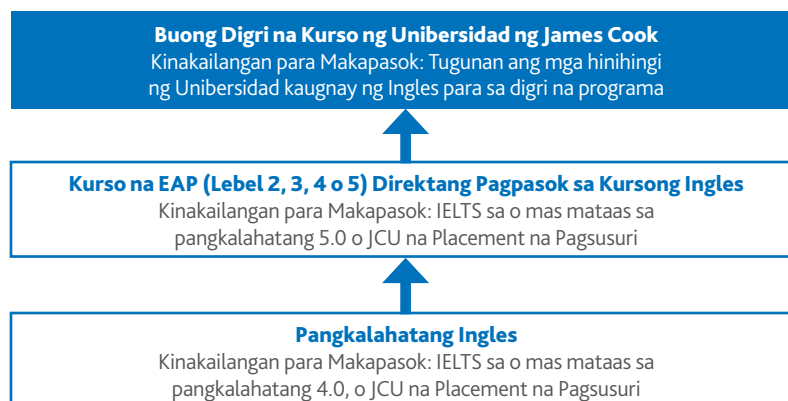 Buong Digri na Kurso ng Unibersidad ng James Cook
Kinakailangan para Makapasok: Tugunan ang mga hinihingi
ng Unibersidad kaugnay ng Ingles para sa digri na programa
Kurso na EAP (Lebel 2, 3, 4 o 5) Direktang Pagpasok sa Kursong Ingles
Kinakailangan para Makapasok: IELTS sa o mas mataas sa
pangkalahatang 5.0 o JCU na Placement na Pagsusuri
Pangkalahatang Ingles
Kinakailangan para Makapasok: IELTS sa o mas mataas sa
pangkalahatang 4.0, o JCU na Placement na Pagsusuri